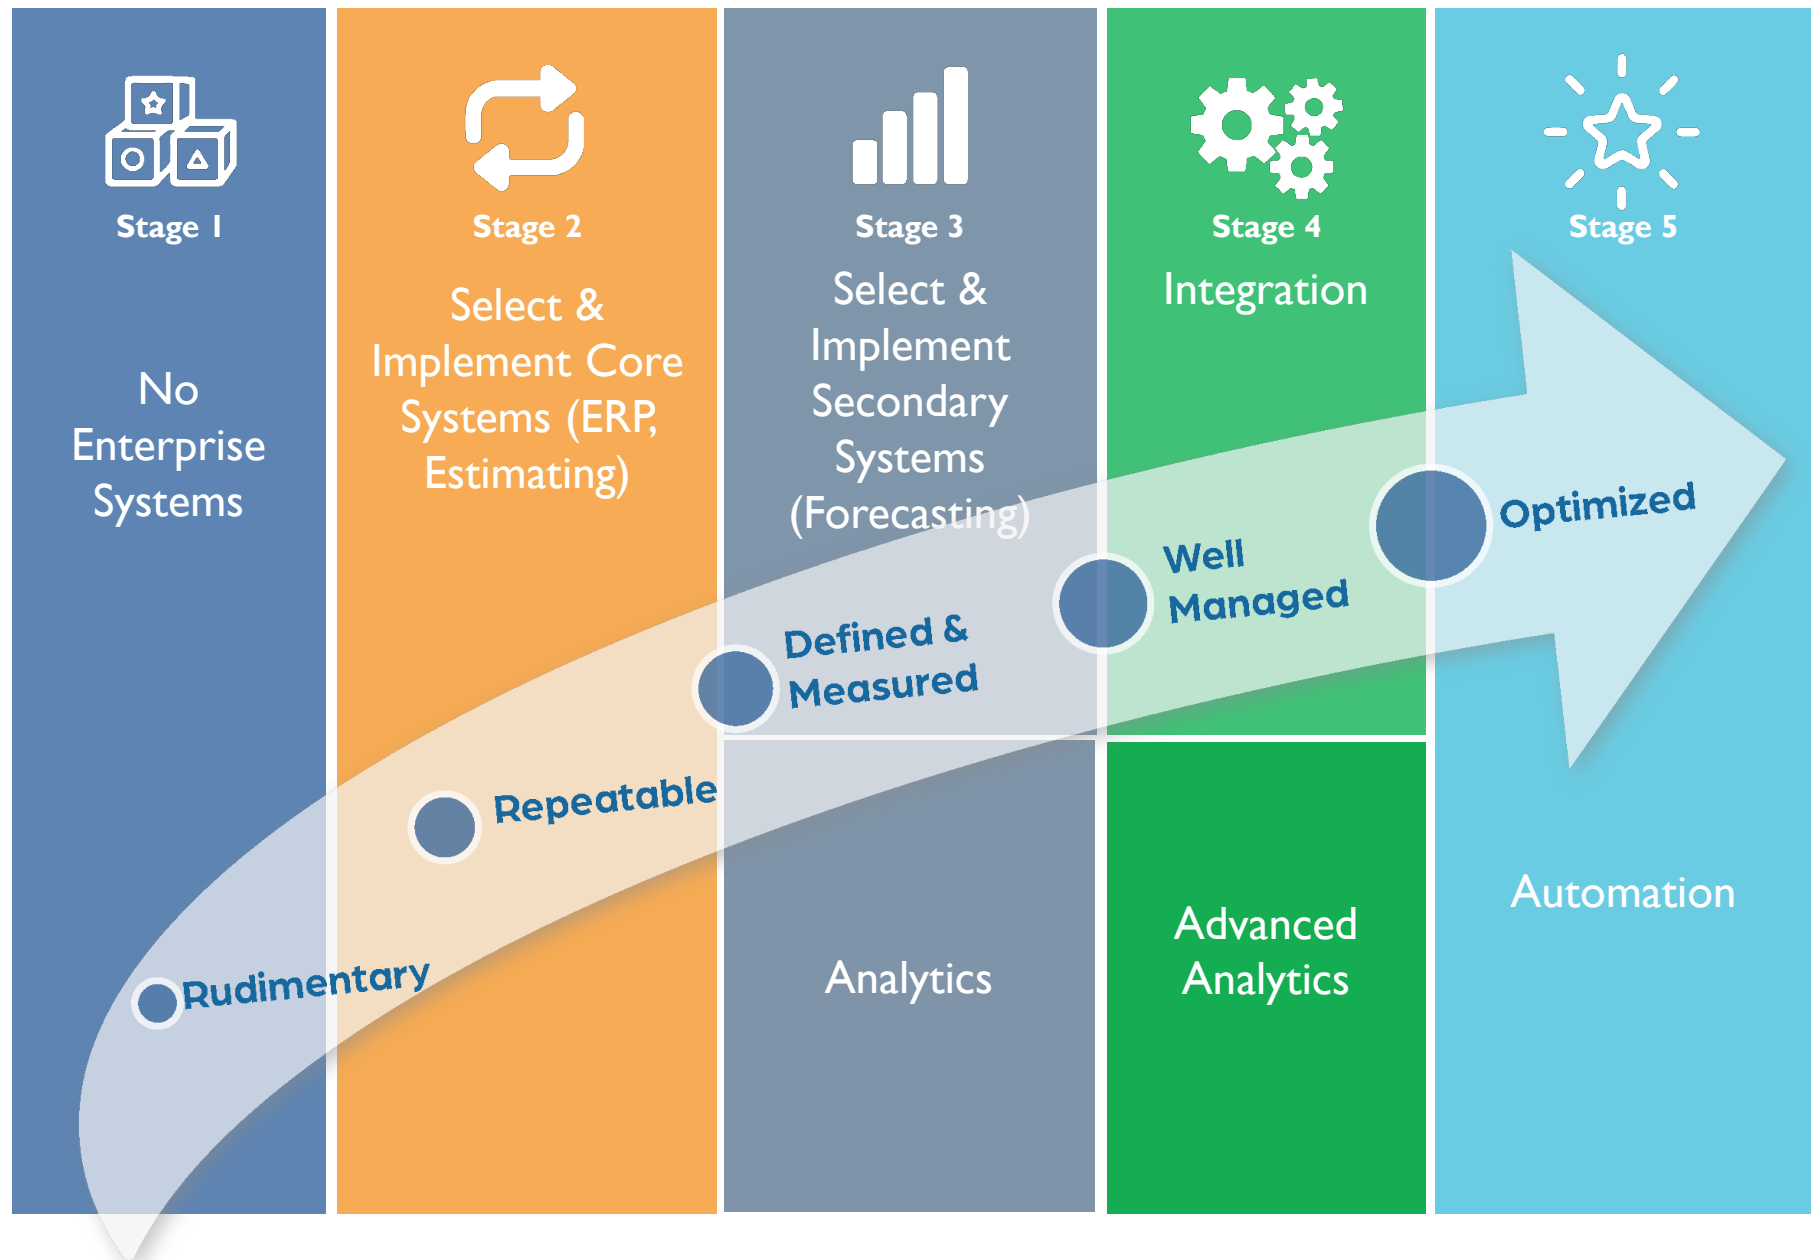 Stage 1
No
Enterprise
Systems
Rudimentary
Stage 2
Select &
Implement Core
Systems (ERP,
Estimating)
Repeatable
Stage 3
Select &
Implement
Secondary
Systems
(Forecasting)
Defined &
Measured
Analytics
Stage 4
Integration
Well
Managed
Advanced
Analytics
Stage 5
Optimized
Automation